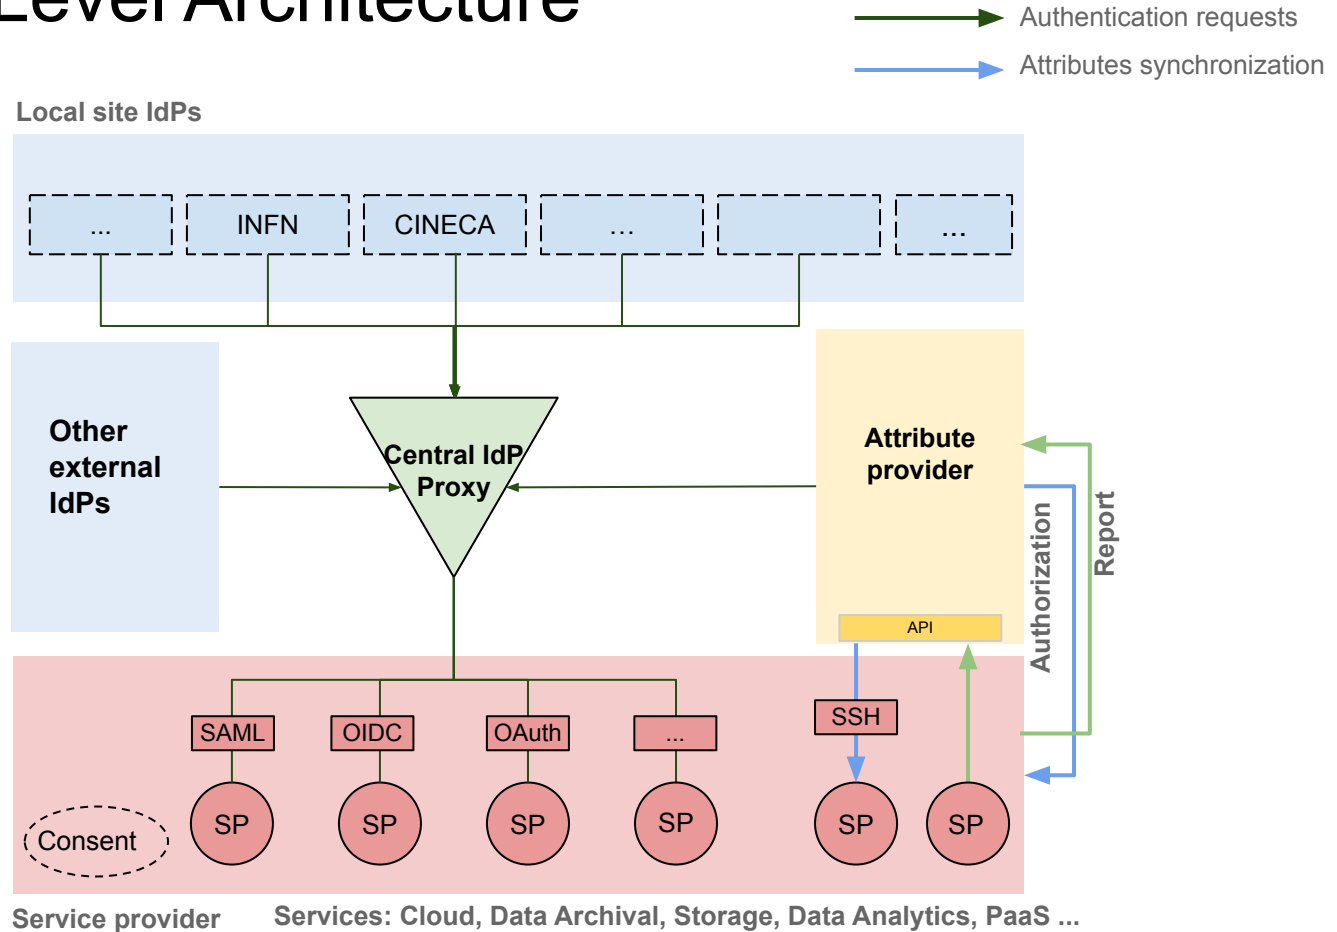 Level Architecture
Authentication requests
Attributes synchronization
Local site IdPs
...
INFN
CINECA
...
...
Other
external
IdPs
Central IdP
Proxy
Attribute
provider
Authorization
Report
API
SAML
OIDC
OAuth
...
SSH
SP
SP
SP
SP
SP
SP
Consent
Service provider
Services: Cloud, Data Archival, Storage, Data Analytics, PaaS ...